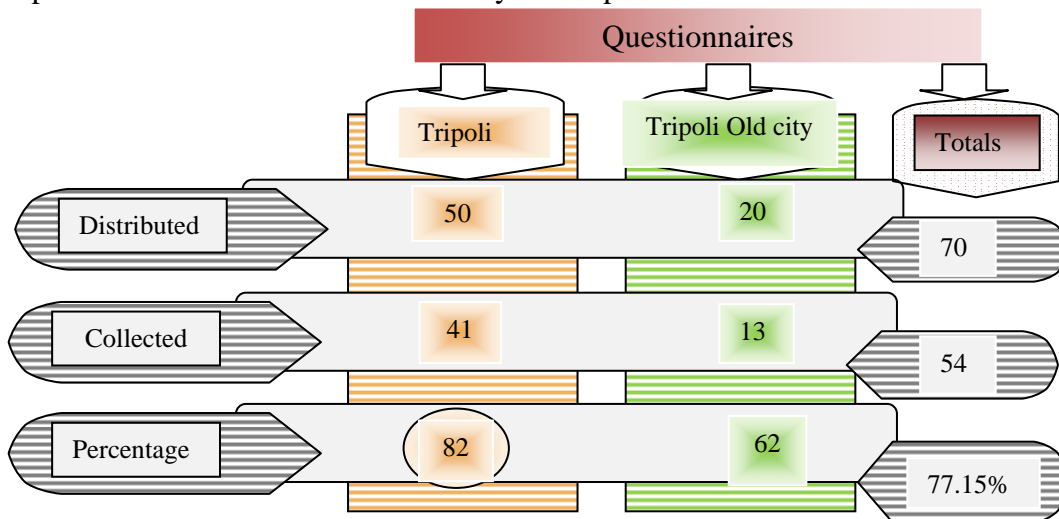 Questionnaires
Tripoli
Tripoli Old city
Totals
Distributed
50
20
70
Collected
41
13
54
Percentage
82
62
77.15%